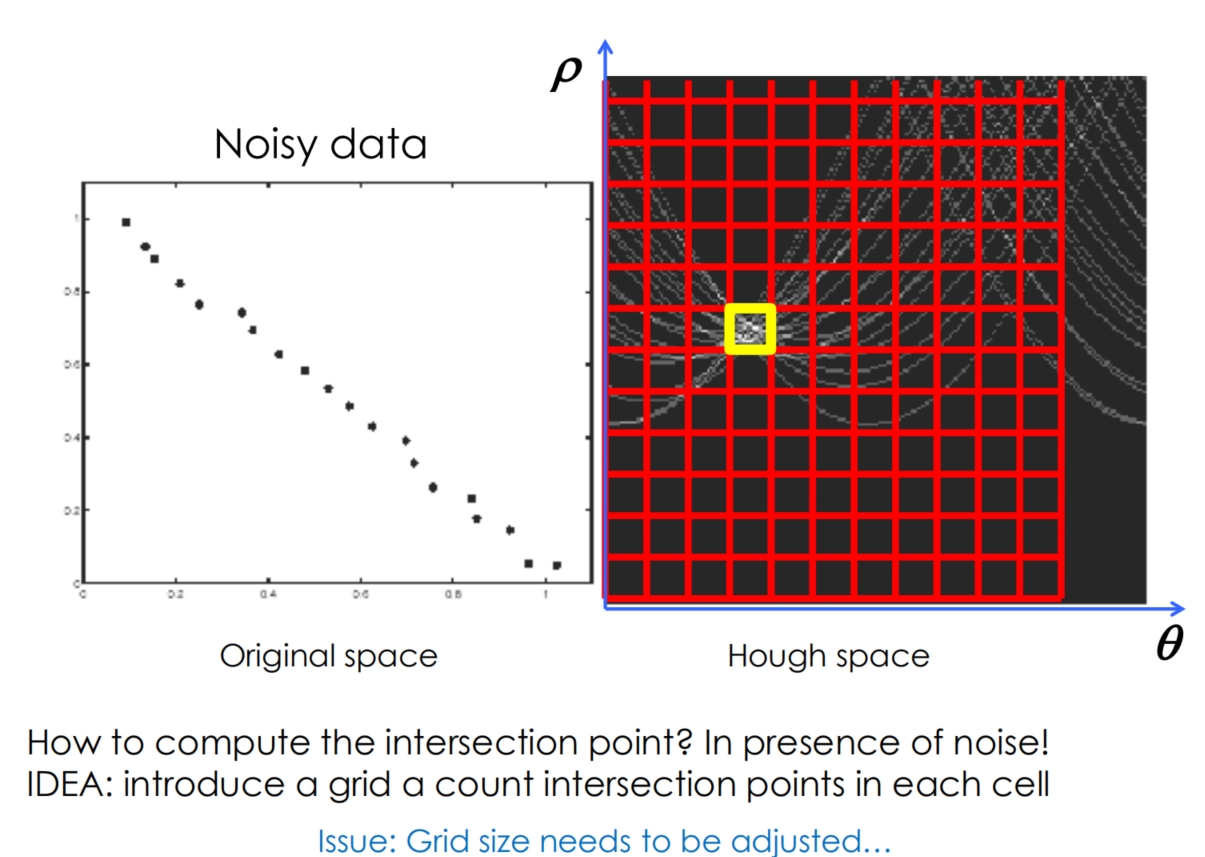 ρ
Noisy data
1
0.8
0.6
0.4
0.2
0
0 0.2 0.4 0.6 0.8 1
Original space
Hough space
θ
How to compute the intersection point? In presence of noise!
IDEA: introduce a grid a count intersection points in each cell
Issue: Grid size needs to be adjusted…